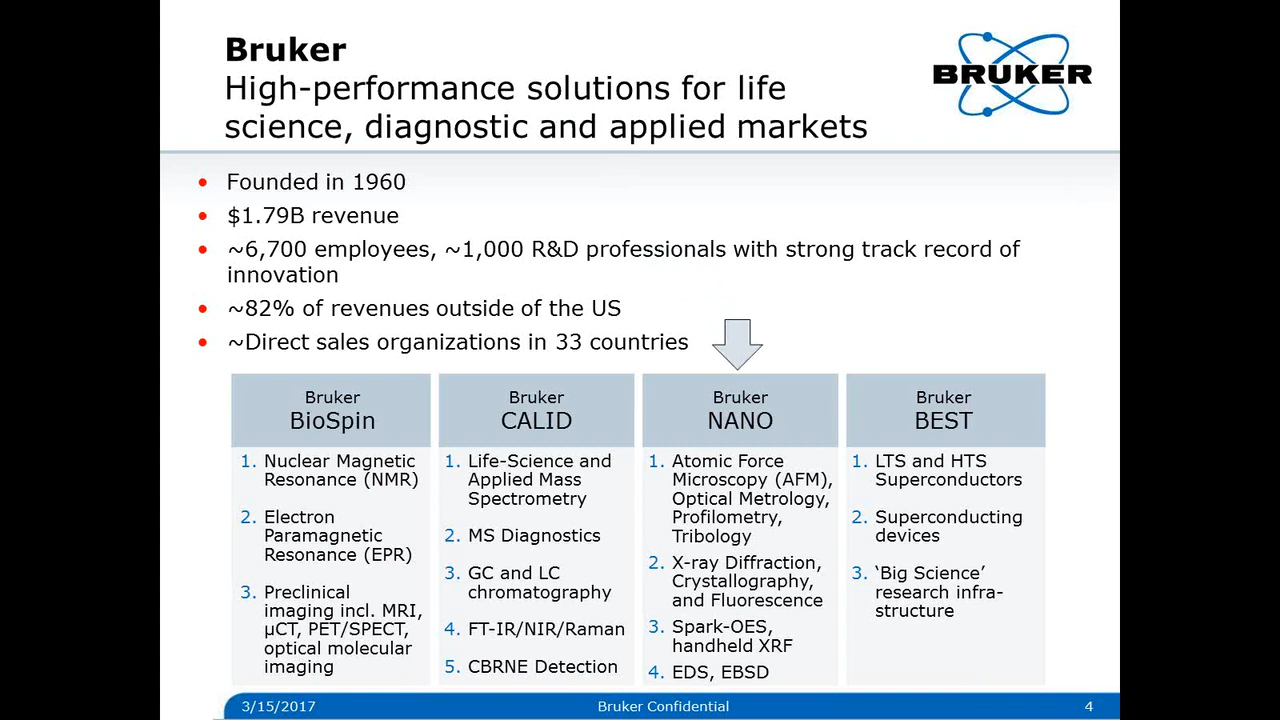 Bruker
High-performance solutions for life
science, diagnostic and applied markets
BRUKER
• Founded in 1960
• $1.79B revenue
• ~6,700 employees, ~1,000 R&D professionals with strong track record of
innovation
• ~82% of revenues outside of the US
• ~Direct sales organizations in 33 countries
Bruker
BioSpin
1. Nuclear Magnetic
Resonance (NMR)
2. Electron
Paramagnetic
Resonance (EPR)
3. Preclinical
imaging incl. MRI,
µCT, PET/SPECT,
optical molecular
imaging
Bruker
CALID
1. Life-Science and
Applied Mass
Spectrometry
2. MS Diagnostics
3. GC and LC
chromatography
4. FT-IR/NIR/Raman
5. CBRNE Detection
Bruker
NANO
1. Atomic Force
Microscopy (AFM),
Optical Metrology,
Profilometry,
Tribology
2. X-ray Diffraction,
Crystallography,
and Fluorescence
3. Spark-OES,
handheld XRF
4. EDS, EBSD
Bruker
BEST
1. LTS and HTS
Superconductors
2. Superconducting
devices
3. ‘Big Science’
research infra-
structure
3/15/2017
Bruker Confidential
4